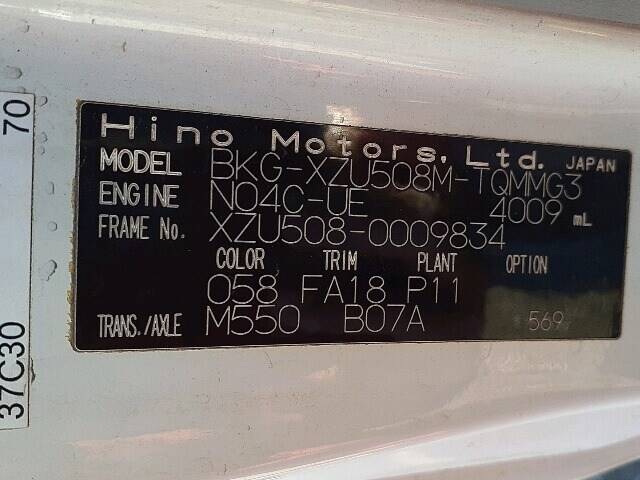 Hino Motors, Ltd. JAPAN
MODEL BKG-XZU508M-TQMMG3
ENGINE N04C-UE 4009 mL
FRAME No. XZU508-0009834
COLOR TRIM PLANT OPTION
058 FA18 P11
TRANS./AXLE M550 B07A 569
37C30 70